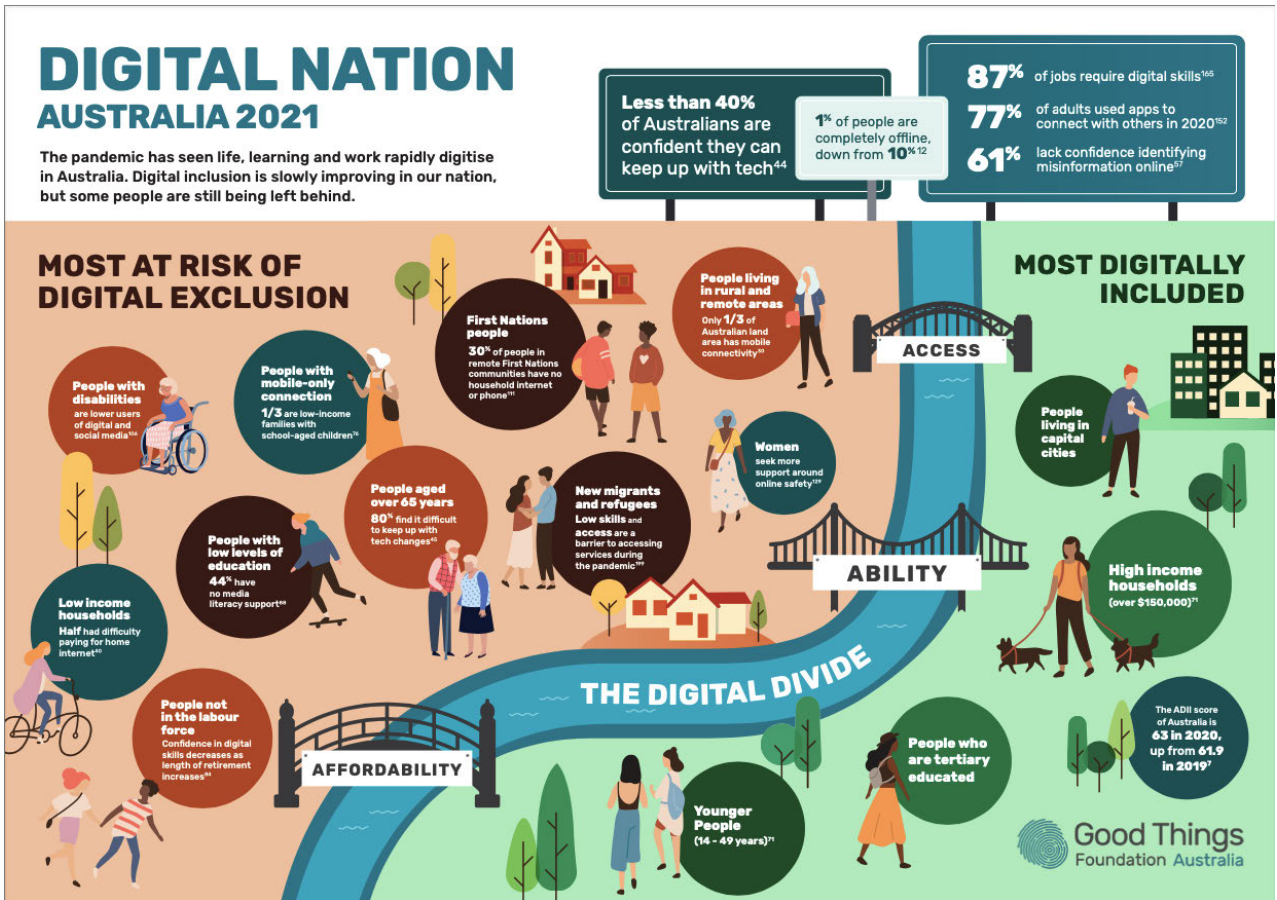 DIGITAL NATION
AUSTRALIA 2021
The pandemic has seen life, learning and work rapidly digitise
in Australia. Digital inclusion is slowly improving in our nation,
but some people are still being left behind.
Less than 40%
of Australians are
confident they can
keep up with tech44
1% of people are
completely offline,
down from 10%12
87% of jobs require digital skills165
77% of adults used apps to
connect with others in 2020152
61% lack confidence identifying
misinformation online57
MOST AT RISK OF
DIGITAL EXCLUSION
People with
disabilities
are lower users
of digital and
social media106
People with
mobile-only
connection
1/3 are low-income
families with
school-aged children76
First Nations
people
30% of people in
remote First Nations
communities have no
household internet
or phone111
People living
in rural and
remote areas
Only 1/3 of
Australian land
area has mobile
connectivity30
Women
seek more
support around
online safety129
People aged
over 65 years
80% find it difficult
to keep up with
tech changes45
New migrants
and refugees
Low skills and
access are a
barrier to accessing
services during
the pandemic199
People with
low levels of
education
44% have
no media
literacy support68
Low income
households
Half had difficulty
paying for home
internet40
People not
in the labour
force
Confidence in digital
skills decreases as
length of retirement
increases84
ACCESS
ABILITY
AFFORDABILITY
THE DIGITAL DIVIDE
MOST DIGITALLY
INCLUDED
People
living in
capital
cities
High income
households
(over $150,000)71
People who
are tertiary
educated
Younger
People
(14 - 49 years)71
The ADII score
of Australia is
63 in 2020,
up from 61.9
in 20197
Good Things
Foundation Australia